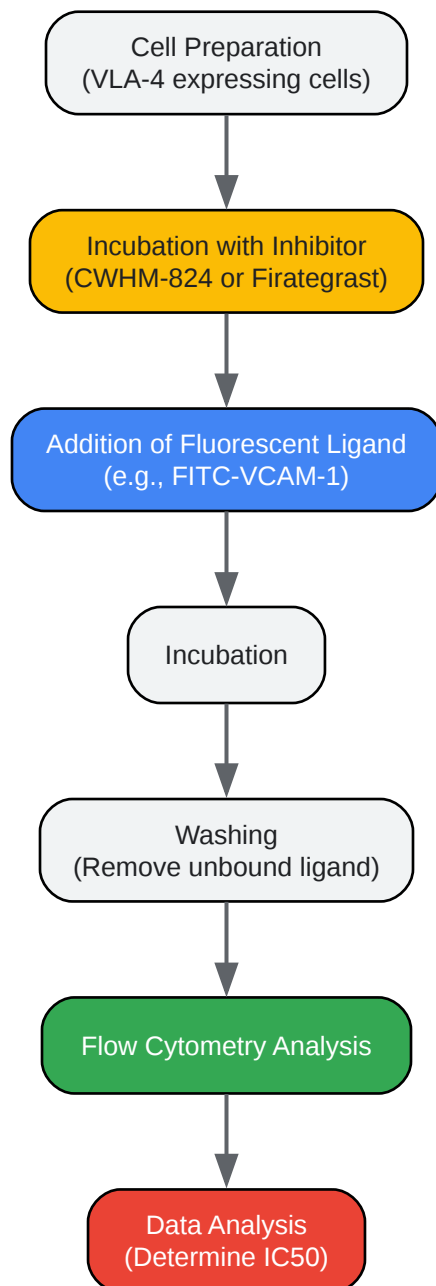 Cell Preparation
(VLA-4 expressing cells)
Incubation with Inhibitor
(CWHM-824 or Firategrast)
Addition of Fluorescent Ligand
(e.g., FITC-VCAM-1)
Incubation
Washing
(Remove unbound ligand)
Flow Cytometry Analysis
Data Analysis
(Determine IC50)